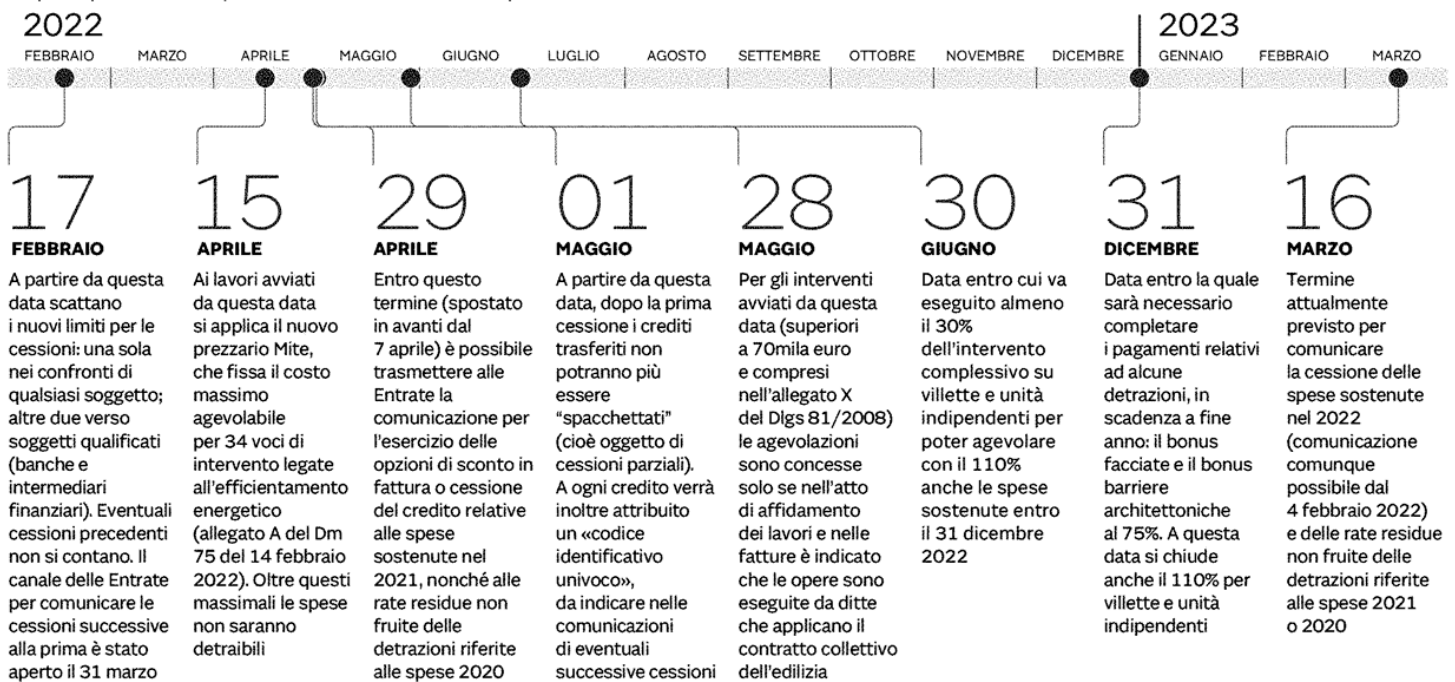 2022
2023
FEBBRAIO
MARZO
APRILE
MAGGIO
GIUGNO
LUGLIO
AGOSTO
SETTEMBRE
OTTOBRE
NOVEMBRE
DICEMBRE
GENNAIO
FEBBRAIO
MARZO
17
FEBBRAIO
A partire da questa
data scattano
i nuovi limiti per le
cessioni: una sola
nei confronti di
qualsiasi soggetto;
altre due verso
soggetti qualificati
(banche e
intermediari
finanziari). Eventuali
cessioni precedenti
non si contano. Il
canale delle Entrate
per comunicare le
cessioni successive
alla prima è stato
aperto il 31 marzo
15
APRILE
Ai lavori avviati
da questa data
si applica il nuovo
prezzario Mite,
che fissa il costo
massimo
agevolabile
per 34 voci di
intervento legate
all'efficientamento
energetico
(allegato A del Dm
75 del 14 febbraio
2022). Oltre questi
massimali le spese
non saranno
detraibili
29
APRILE
Entro questo
termine (spostato
in avanti dal
7 aprile) è possibile
trasmettere alle
Entrate la
comunicazione per
l'esercizio delle
opzioni di sconto in
fattura o cessione
del credito relative
alle spese
sostenute nel
2021, nonché alle
rate residue non
fruite delle
detrazioni riferite
alle spese 2020
01
MAGGIO
A partire da questa
data, dopo la prima
cessione i crediti
trasferiti non
potranno più
essere
"spacchettati"
(cioè oggetto di
cessioni parziali).
A ogni credito verrà
inoltre attribuito
un «codice
identificativo
univoco»,
da indicare nelle
comunicazioni
di eventuali
successive cessioni
28
MAGGIO
Per gli interventi
avviati da questa
data (superiori
a 70mila euro
e compresi
nell'allegato X
del Dlgs 81/2008)
le agevolazioni
sono concesse
solo se nell'atto
di affidamento
dei lavori e nelle
fatture è indicato
che le opere sono
eseguite da ditte
che applicano il
contratto collettivo
dell'edilizia
30
GIUGNO
Data entro cui va
eseguito almeno
il 30%
dell'intervento
complessivo su
villette e unità
indipendenti per
poter agevolare
con il 110%
anche le spese
sostenute entro
il 31 dicembre
2022
31
DICEMBRE
Data entro la quale
sarà necessario
completare
i pagamenti relativi
ad alcune
detrazioni, in
scadenza a fine
anno: il bonus
facciate e il bonus
barriere
architettoniche
al 75%. A questa
data si chiude
anche il 110% per
villette e unità
indipendenti
16
MARZO
Termine
attualmente
previsto per
comunicare
la cessione delle
spese sostenute
nel 2022
(comunicazione
comunque
possibile dal
4 febbraio 2022)
e delle rate residue
non fruite delle
detrazioni riferite
alle spese 2021
o 2020